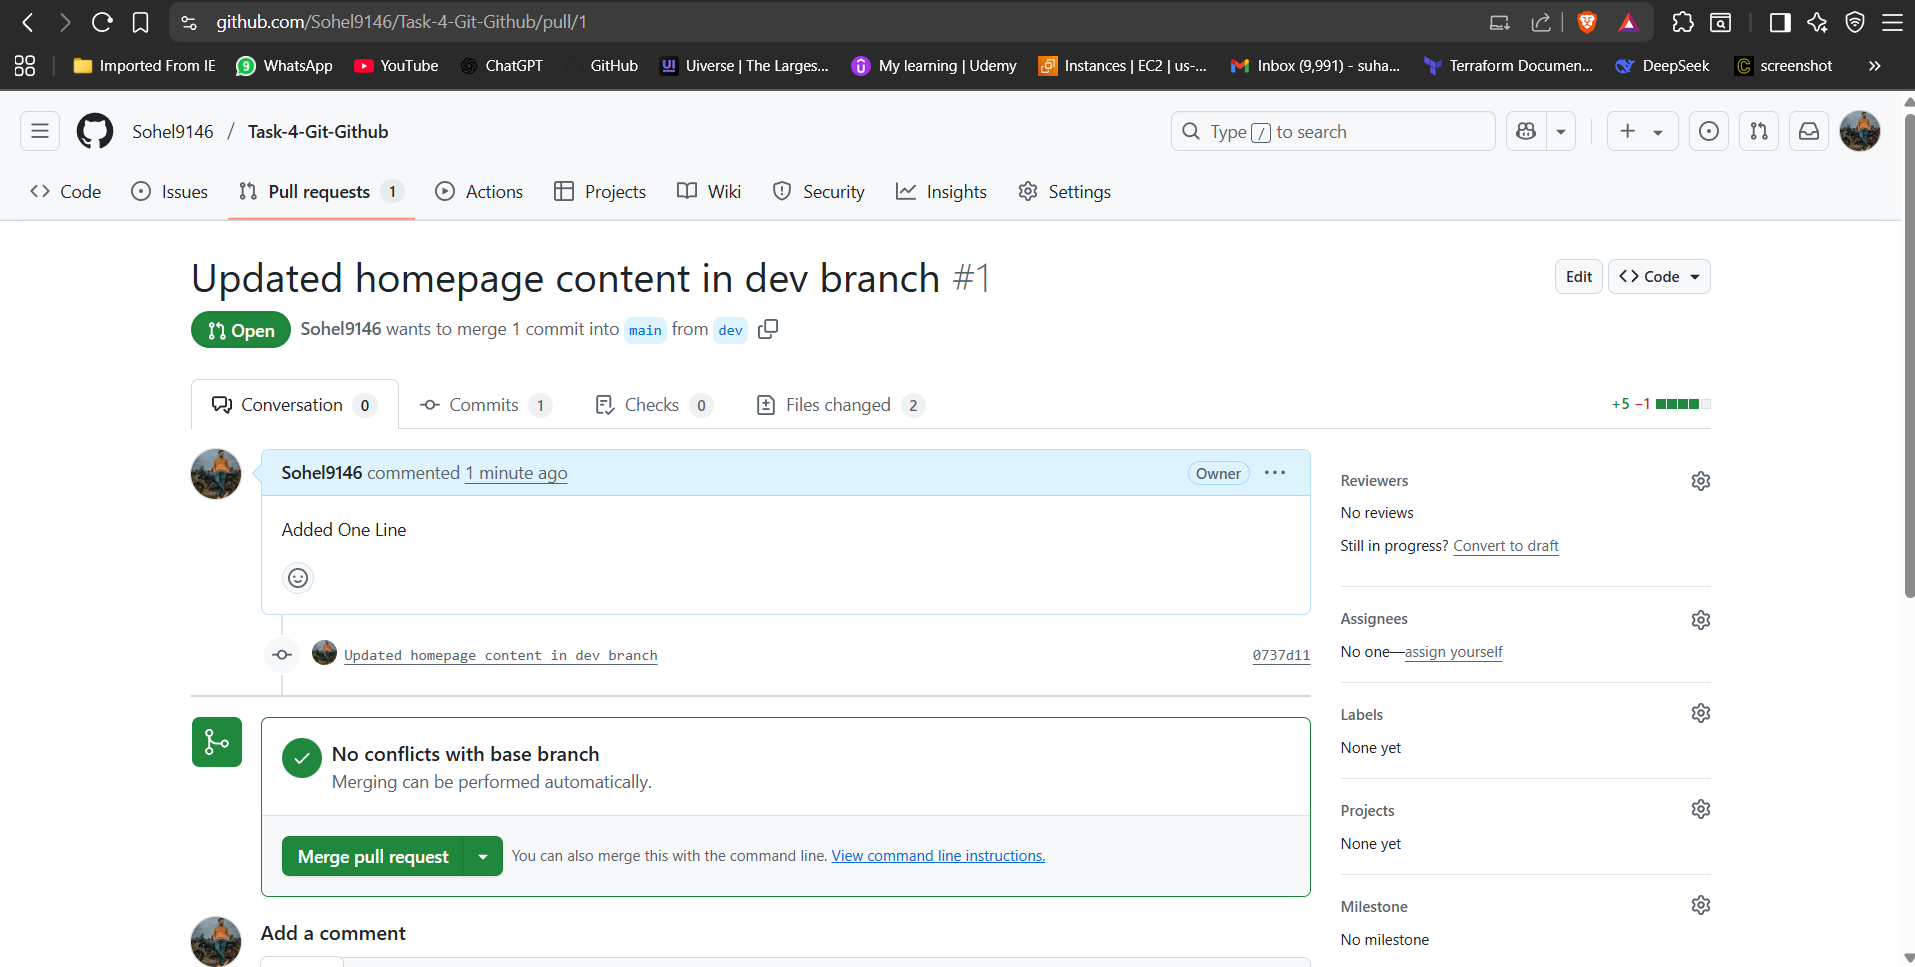 github.com/Sohel9146/Task-4-Git-Github/pull/1
Imported From IE
9 WhatsApp
YouTube
ChatGPT
GitHub
UI Uiverse | The Larges...
My learning | Udemy
Instances | EC2 | us-...
Inbox (9,991) - suha...
Terraform Documen...
DeepSeek
screenshot
Sohel9146 / Task-4-Git-Github
Type / to search
Code
Issues
Pull requests 1
Actions
Projects
Wiki
Security
Insights
Settings
Updated homepage content in dev branch #1
Edit
Code
Open
Sohel9146 wants to merge 1 commit into main from dev
Conversation 0
Commits 1
Checks 0
Files changed 2
+5 −1
Sohel9146 commented 1 minute ago
Owner
Added One Line
Updated homepage content in dev branch
0737d11
No conflicts with base branch
Merging can be performed automatically.
Merge pull request
You can also merge this with the command line. View command line instructions.
Add a comment
Reviewers
No reviews
Still in progress? Convert to draft
Assignees
No one—assign yourself
Labels
None yet
Projects
None yet
Milestone
No milestone